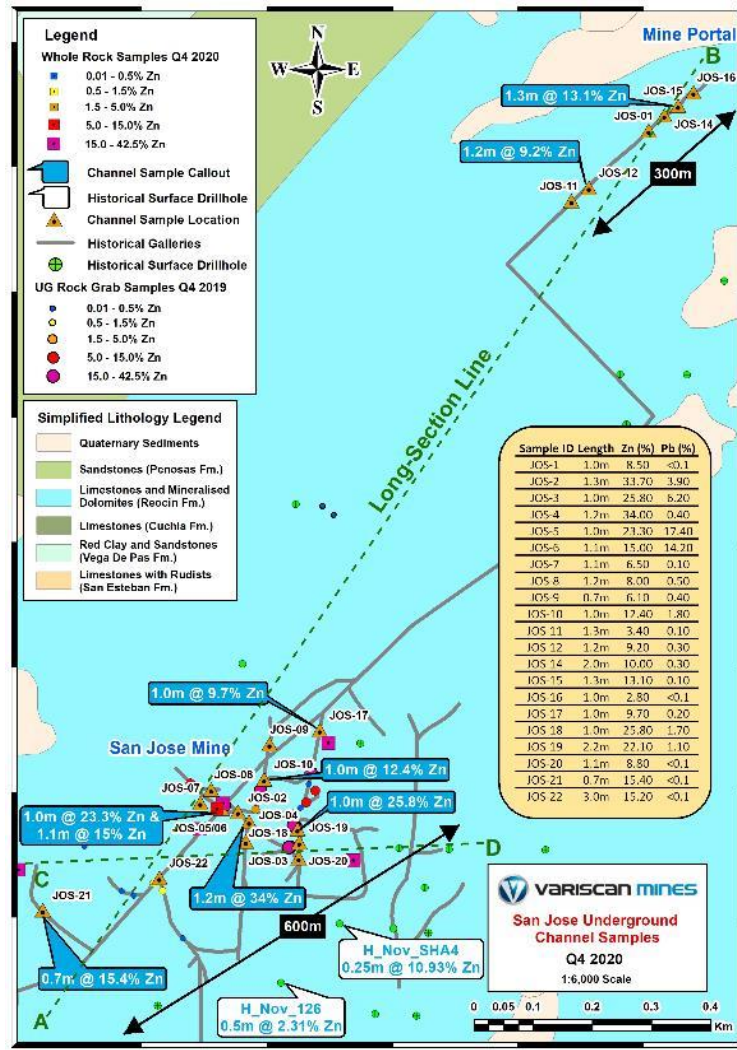 Legend
Whole Rock Samples Q4 2020
0.01 - 0.5% Zn
0.5 - 1.5% Zn
1.5 - 5.0% Zn
5.0 - 15.0% Zn
15.0 - 42.5% Zn
Channel Sample Callout
Historical Surface Drillhole
Channel Sample Location
Historical Galleries
Historical Surface Drillhole
UG Rock Grab Samples Q4 2019
0.01 - 0.5% Zn
0.5 - 1.5% Zn
1.5 - 5.0% Zn
5.0 - 15.0% Zn
15.0 - 42.5% Zn
Simplified Lithology Legend
Quaternary Sediments
Sandstones (Penosas Fm.)
Limestones and Mineralised
Dolomites (Reocin Fm.)
Limestones (Cuchia Fm.)
Red Clay and Sandstones
(Vega De Pas Fm.)
Limestones with Rudists
(San Esteban Fm.)
N
W E
S
Mine Portal
B
JOS-16
JOS-15
1.3m @ 13.1% Zn
JOS-01
JOS-14
1.2m @ 9.2% Zn
JOS-12
JOS-11
300m
Long-Section Line
Sample ID Length Zn (%) Pb (%)
JOS-1 1.0m 8.50 <0.1
JOS-2 1.3m 33.70 3.90
JOS-3 1.0m 25.80 6.20
JOS-4 1.2m 34.00 0.40
JOS-5 1.0m 23.30 17.40
JOS-6 1.1m 15.00 14.20
JOS-7 1.1m 6.50 0.10
JOS-8 1.2m 8.00 0.50
JOS-9 0.7m 6.10 0.40
JOS-10 1.0m 12.40 1.80
JOS 11 1.3m 3.40 0.10
JOS 12 1.2m 9.20 0.30
JOS 14 2.0m 10.00 0.30
JOS 15 1.3m 13.10 0.10
JOS 16 1.0m 2.80 <0.1
JOS 17 1.0m 9.70 0.20
JOS 18 1.0m 25.80 1.70
JOS 19 2.2m 22.10 1.10
JOS-20 1.1m 8.80 <0.1
JOS-21 0.7m 15.40 <0.1
JOS 22 3.0m 15.20 <0.1
1.0m @ 9.7% Zn
JOS-17
JOS-09
San Jose Mine
JOS-10
JOS-08
1.0m @ 12.4% Zn
JOS-07
JOS-02
1.0m @ 25.8% Zn
1.0m @ 23.3% Zn &
1.1m @ 15% Zn
JOS-04
JOS-05/06
JOS-18
JOS-19
D
JOS-22
JOS-03
JOS-20
C
JOS-21
1.2m @ 34% Zn
600m
0.7m @ 15.4% Zn
H_Nov_SHA4
0.25m @ 10.93% Zn
H_Nov_126
0.5m @ 2.31% Zn
A
VARISCAN MINES
San Jose Underground
Channel Samples
Q4 2020
1:6,000 Scale
0 0.05 0.1 0.2 0.3 0.4
Km